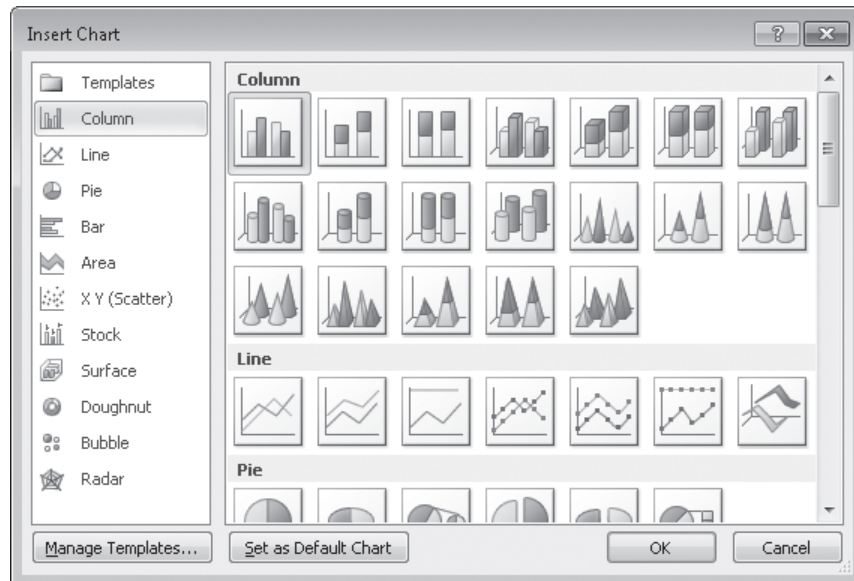 Insert Chart
Templates
Column
Line
Pie
Bar
Area
X Y (Scatter)
Stock
Surface
Doughnut
Bubble
Radar
Column
Line
Pie
Manage Templates...
Set as Default Chart
OK
Cancel